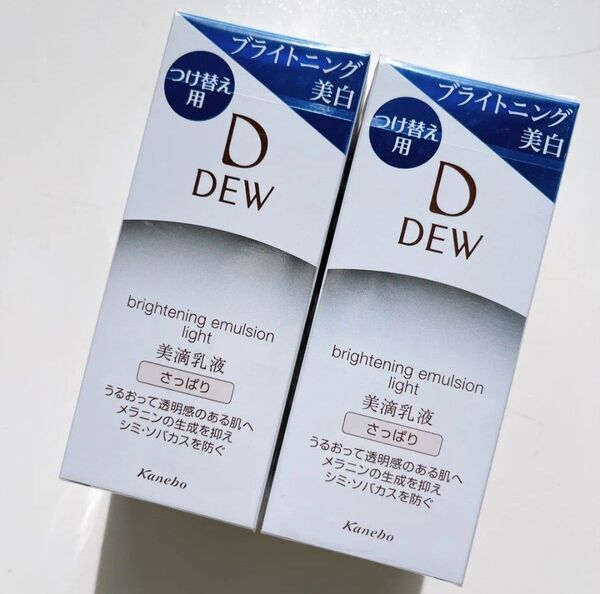 ブライトニング
美白
つけ替え
用
D
DEW
brightening emulsion
light
美滴乳液
さっぱり
うるおって透明感のある肌へ
メラニンの生成を抑え
シミ・ソバカスを防ぐ
Kanebo
ブライトニング
美白
つけ替え
用
D
DEW
brightening emulsion
light
美滴乳液
さっぱり
うるおって透明感のある肌へ
メラニンの生成を抑え
シミ・ソバカスを防ぐ
Kanebo